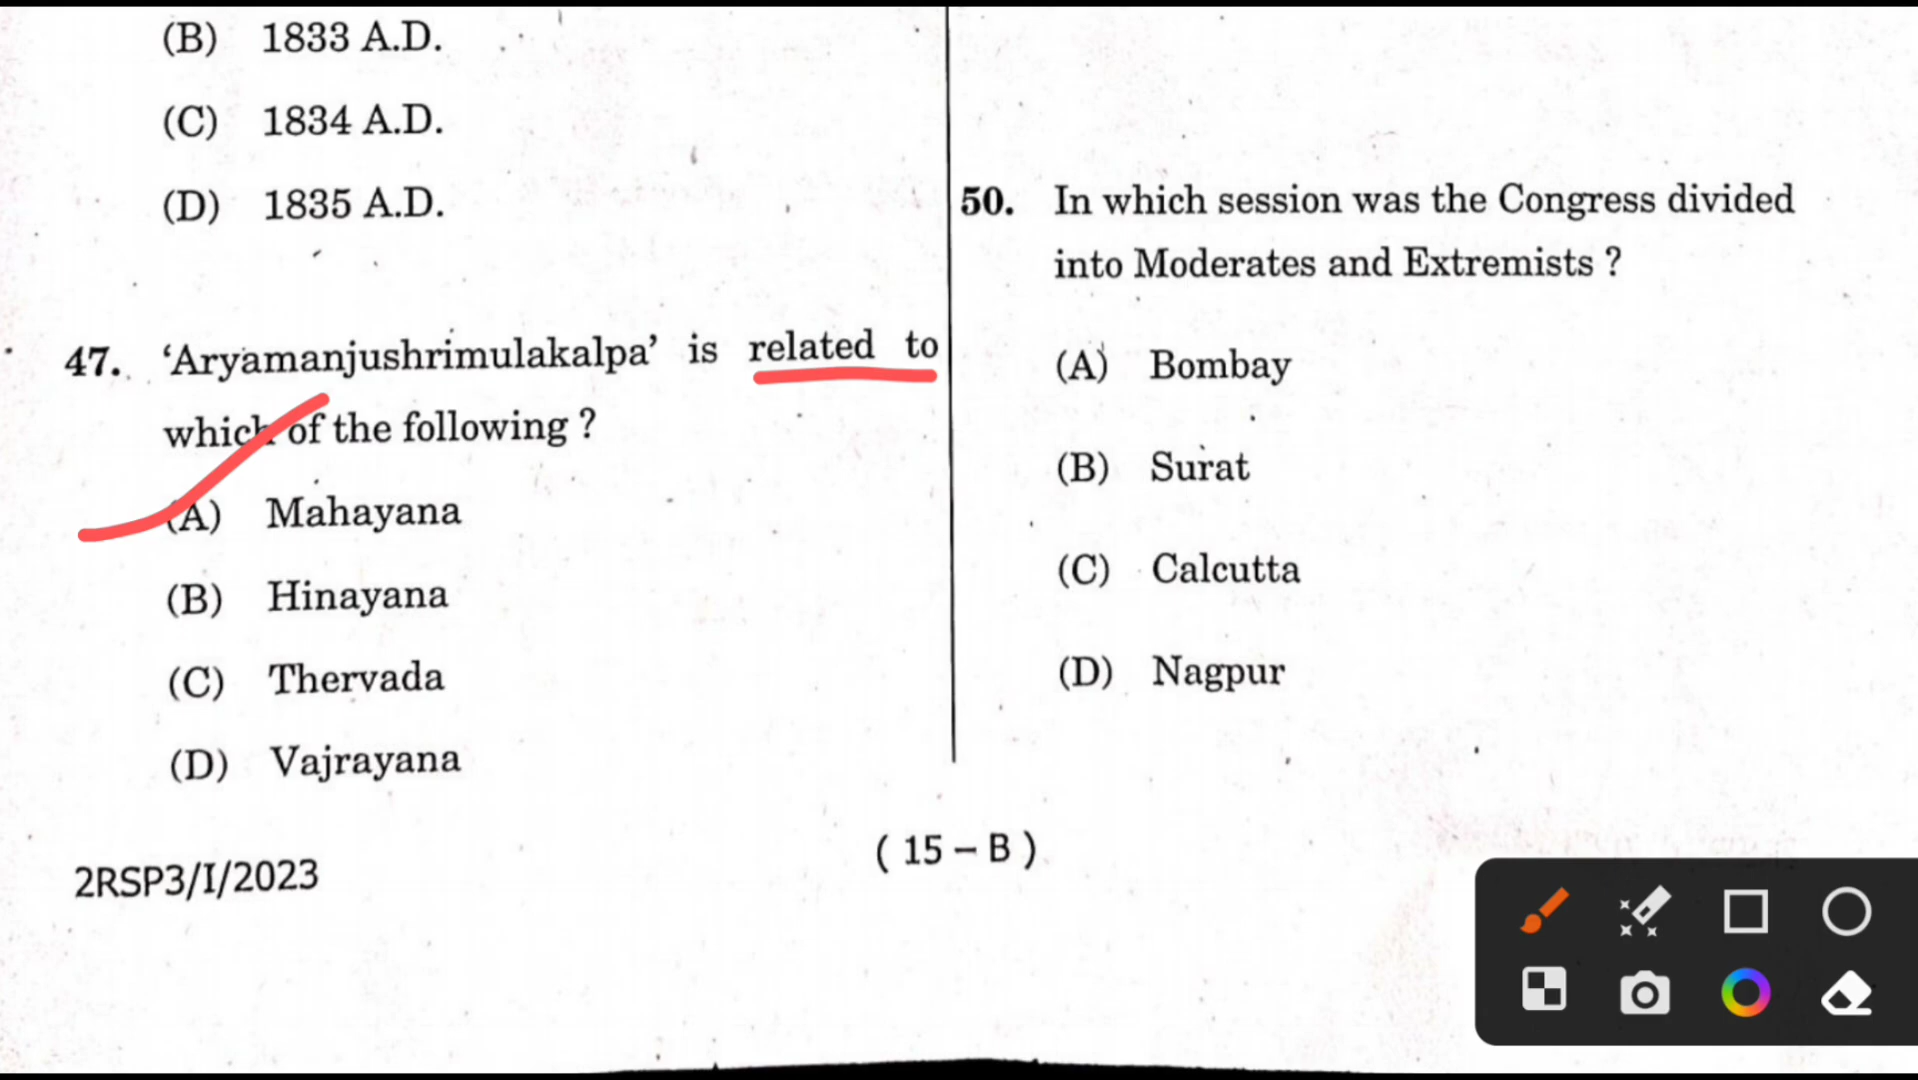 (B) 1833 A.D.
(C) 1834 A.D.
(D) 1835 A.D.
47. ‘Aryamanjushrimulakalpa’ is related to
which of the following ?
(A) Mahayana
(B) Hinayana
(C) Thervada
(D) Vajrayana
2RSP3/I/2023
50. In which session was the Congress divided
into Moderates and Extremists ?
(A) Bombay
(B) Surat
(C) Calcutta
(D) Nagpur
( 15 – B )